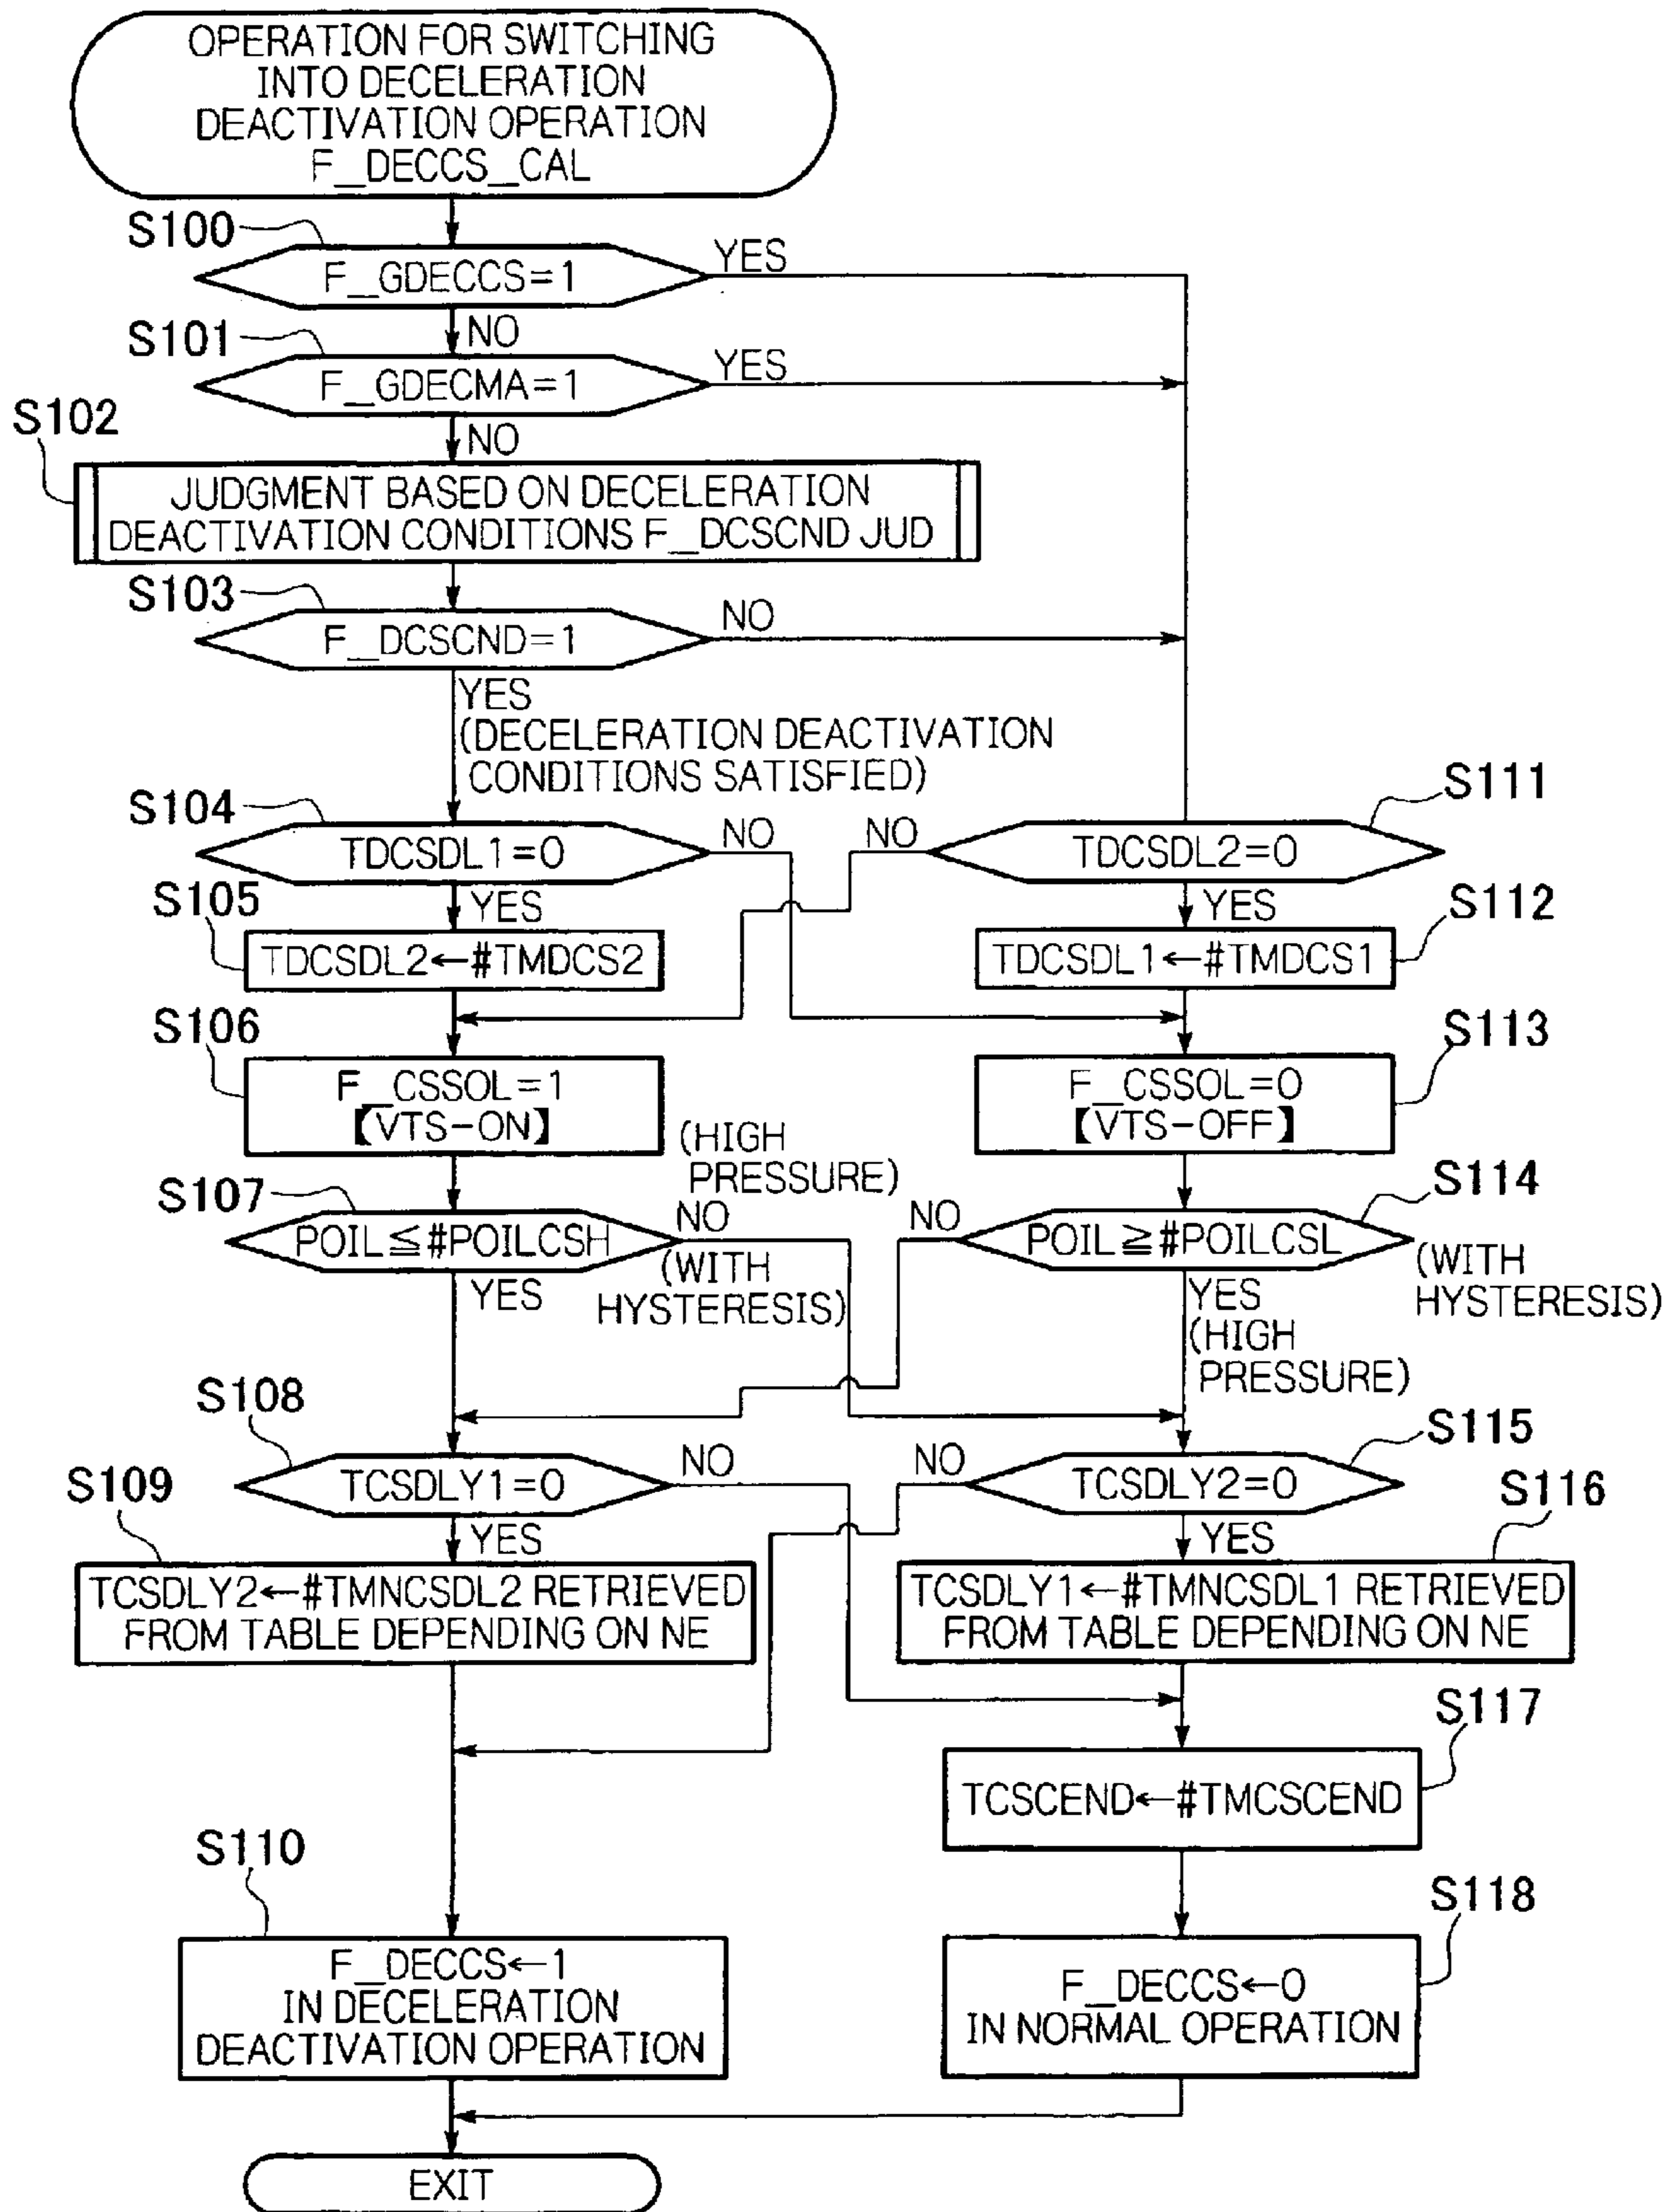 OPERATION FOR SWITCHING
INTO DECELERATION
DEACTIVATION OPERATION
F_DECCS_CAL
S100
F_GDECCS=1
YES
NO
S101
F_GDECMA=1
YES
NO
S102
JUDGMENT BASED ON DECELERATION
DEACTIVATION CONDITIONS F_DCSCND JUD
S103
F_DCSCND=1
NO
YES
(DECELERATION DEACTIVATION
CONDITIONS SATISFIED)
S104
TDCSDL1=0
NO
YES
S111
NO
TDCSDL2=0
YES
S105
TDCSDL2←#TMDCS2
S112
TDCSDL1←#TMDCS1
S106
F_CSSOL=1
【VTS-ON】
S113
F_CSSOL=0
【VTS-OFF】
S107
POIL≦#POILCSH
(HIGH
PRESSURE)
NO
(WITH
HYSTERESIS)
YES
S114
NO
POIL≧#POILCSL
(WITH
HYSTERESIS)
YES
(HIGH
PRESSURE)
S108
TCSDLY1=0
NO
YES
S115
NO
TCSDLY2=0
YES
S109
TCSDLY2←#TMNCSDL2 RETRIEVED
FROM TABLE DEPENDING ON NE
S116
TCSDLY1←#TMNCSDL1 RETRIEVED
FROM TABLE DEPENDING ON NE
S117
TCSCEND←#TMCSCEND
S110
F_DECCS←1
IN DECELERATION
DEACTIVATION OPERATION
S118
F_DECCS←0
IN NORMAL OPERATION
EXIT